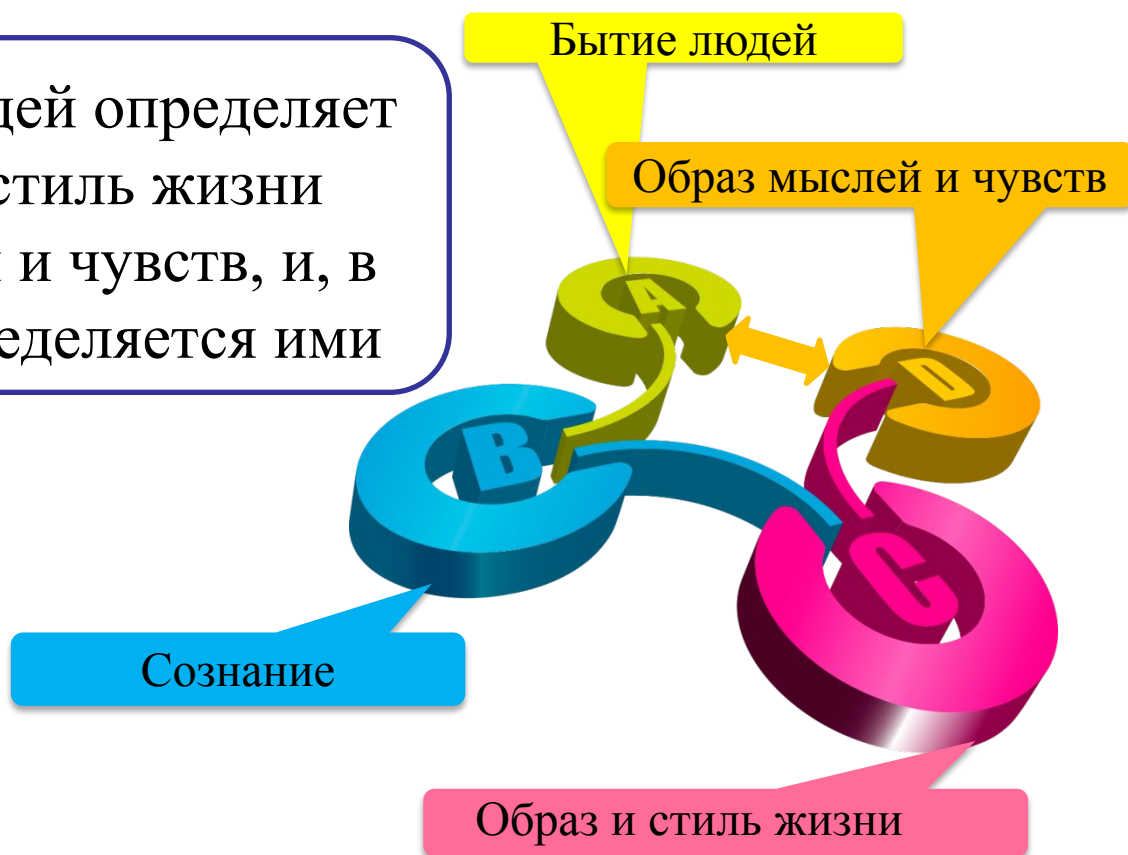 Бытие людей
дей определяет
Образ мыслей и чувств
стиль жизни
и чувств, и, в
еделяется ими
A
D
B
C
Сознание
Образ и стиль жизни